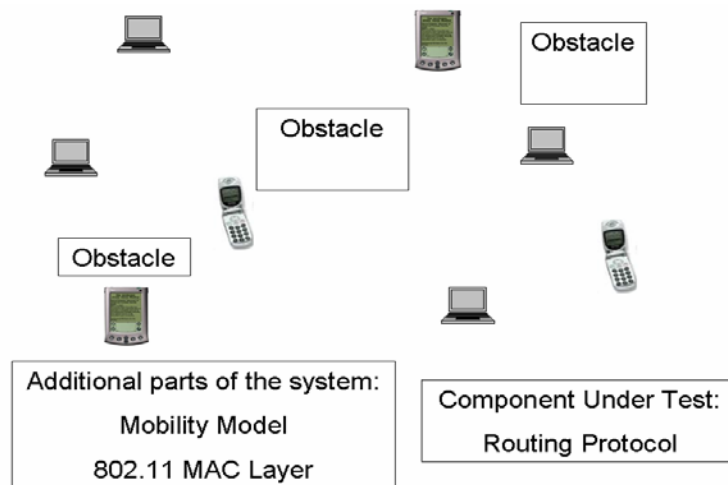 Obstacle
Obstacle
Obstacle
Additional parts of the system:
Mobility Model
802.11 MAC Layer
Component Under Test:
Routing Protocol